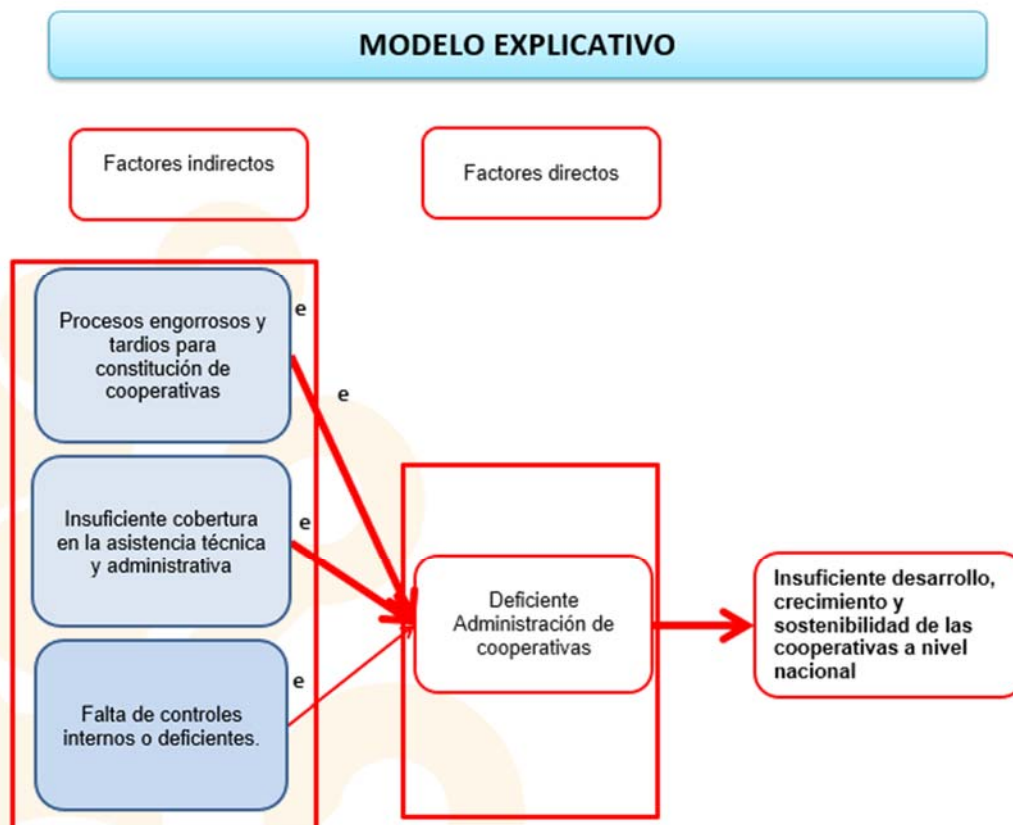 MODELO EXPLICATIVO
Factores indirectos
Factores directos
Procesos engorrosos y
tardios para
constitución de
cooperativas
e
e
Insuficiente cobertura
en la asistencia técnica
y administrativa
e
Falta de controles
internos o deficientes.
e
Deficiente
Administración de
cooperativas
Insuficiente desarrollo,
crecimiento y
sostenibilidad de las
cooperativas a nivel
nacional